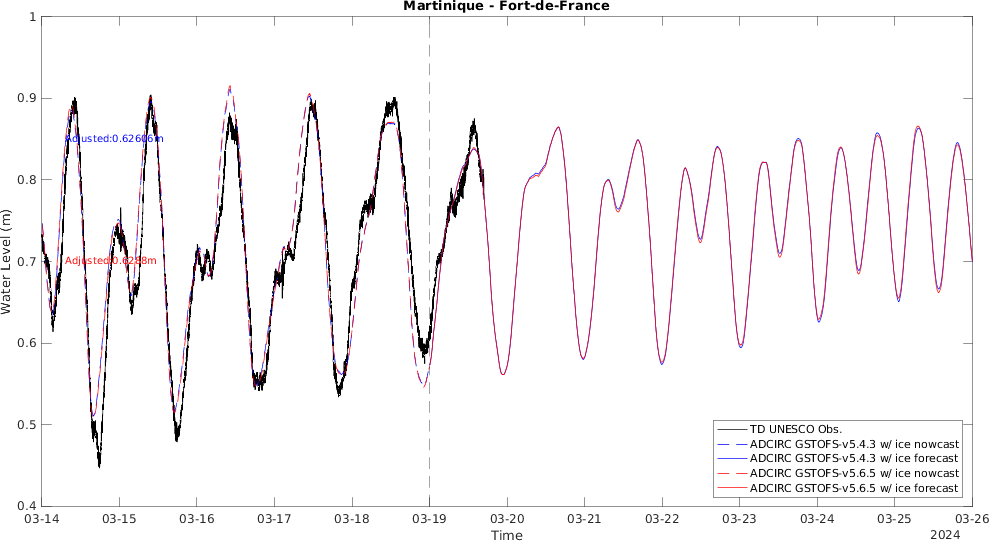 Martinique - Fort-de-France
Water Level (m)
1
0.9
0.8
0.7
0.6
0.5
0.4
Adjusted:0.62606m
Adjusted:0.6288m
TD UNESCO Obs.
ADCIRC GSTOFS-v5.4.3 w/ ice nowcast
ADCIRC GSTOFS-v5.4.3 w/ ice forecast
ADCIRC GSTOFS-v5.6.5 w/ ice nowcast
ADCIRC GSTOFS-v5.6.5 w/ ice forecast
03-14 03-15 03-16 03-17 03-18 03-19 03-20 03-21 03-22 03-23 03-24 03-25 03-26
Time
2024